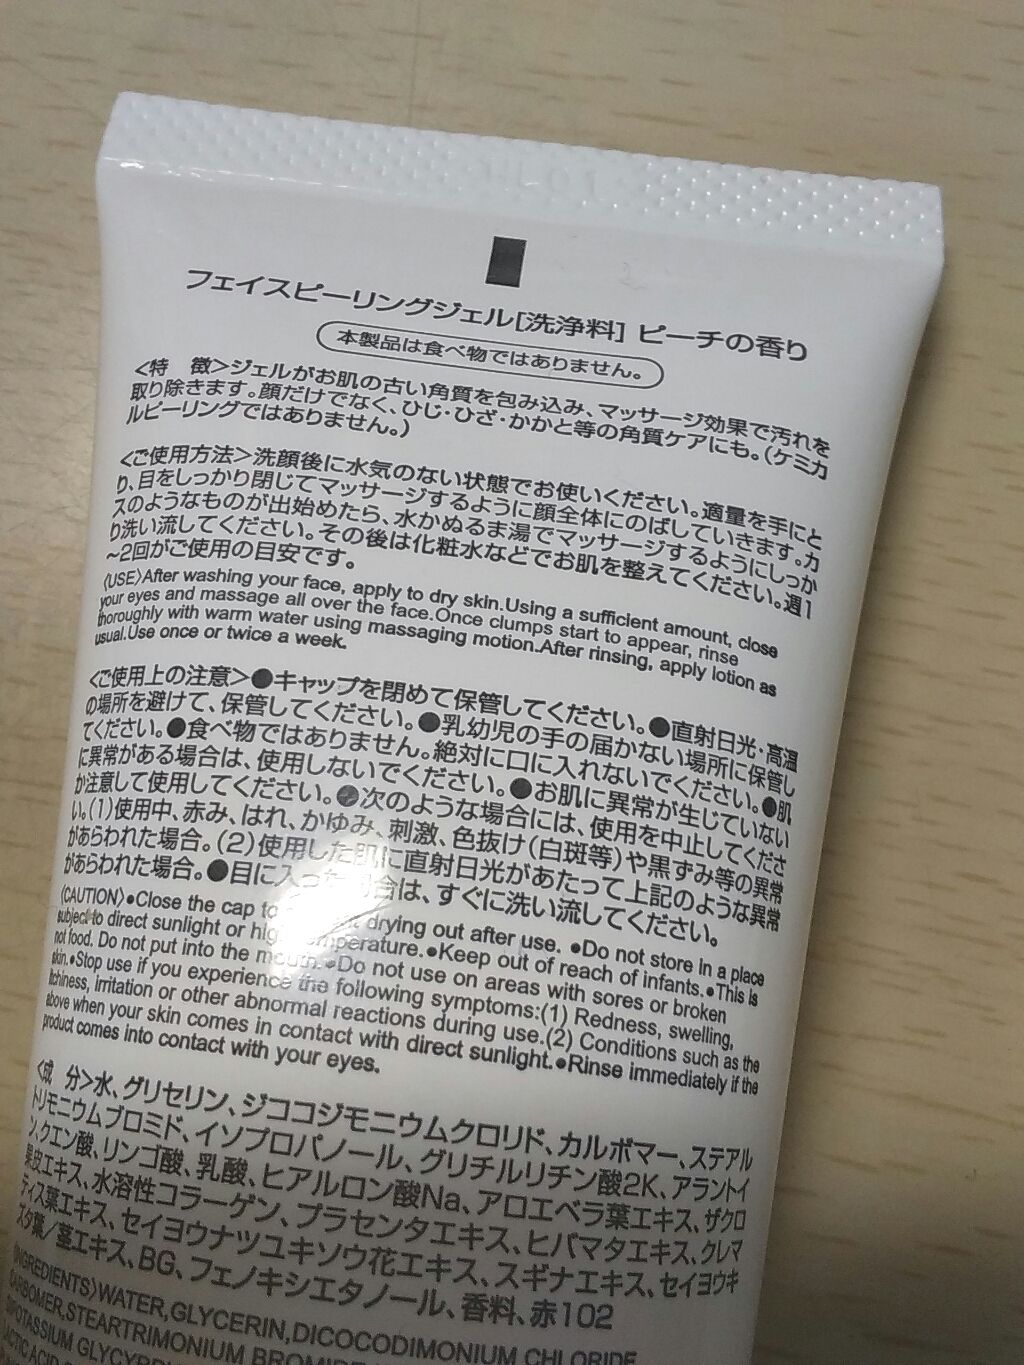 フェイスピーリングジェル[洗浄料] ピーチの香り
本製品は食べ物ではありません。
<特　徴>ジェルがお肌の古い角質を包み込み、マッサージ効果で汚れを
取り除きます。顔だけでなく、ひじ・ひざ・かかと等の角質ケアにも。(ケミカ
ルピーリングではありません。)
<ご使用方法>洗顔後に水気のない状態でお使いください。適量を手にと
り、目をしっかり閉じてマッサージするように顔全体にのばしていきます。カ
スのようなものが出始めたら、水かぬるま湯でマッサージするようにしっか
り洗い流してください。その後は化粧水などでお肌を整えてください。週1
～2回がご使用の目安です。
〈USE〉After washing your face, apply to dry skin.Using a sufficient amount, close
your eyes and massage all over the face.Once clumps start to appear, rinse
thoroughly with warm water using massaging motion.After rinsing, apply lotion as
usual.Use once or twice a week.
<ご使用上の注意>●キャップを閉めて保管してください。●直射日光・高温
の場所を避けて、保管してください。●乳幼児の手の届かない場所に保管し
てください。●食べ物ではありません。絶対に口に入れないでください。●肌
に異常がある場合は、使用しないでください。●お肌に異常が生じていない
か注意して使用してください。●次のような場合には、使用を中止してくださ
い。(1)使用中、赤み、はれ、かゆみ、刺激、色抜け(白斑等)や黒ずみ等の異常
があらわれた場合。(2)使用した肌に直射日光があたって上記のような異常
があらわれた場合。●目に入った場合は、すぐに洗い流してください。
〈CAUTION〉●Close the cap to drying out after use. ●Do not store in a place
subject to direct sunlight or high temperature.●Keep out of reach of infants.●This is
not food. Do not put into the mouth.●Do not use on areas with sores or broken
skin.●Stop use if you experience the following symptoms:(1) Redness, swelling,
itchiness, irritation or other abnormal reactions during use.(2) Conditions such as the
above when your skin comes in contact with direct sunlight.●Rinse immediately if the
product comes into contact with your eyes.
<成　分>水、グリセリン、ジココジモニウムクロリド、カルボマー、ステアル
トリモニウムブロミド、イソプロパノール、グリチルリチン酸2K、アラントイ
ン、クエン酸、リンゴ酸、乳酸、ヒアルロン酸Na、アロエベラ葉エキス、ザクロ
果皮エキス、水溶性コラーゲン、プラセンタエキス、ヒバマタエキス、クレマ
ティス葉エキス、セイヨウナツユキソウ花エキス、スギナエキス、セイヨウキ
ズタ葉/茎エキス、BG、フェノキシエタノール、香料、赤102
〈INGREDIENTS〉WATER,GLYCERIN,DICOCODIMONIUM CHLORIDE,
CARBOMER,STEARTRIMONIUM BROMIDE
DIPOTASSIUM
LACTIC ACID